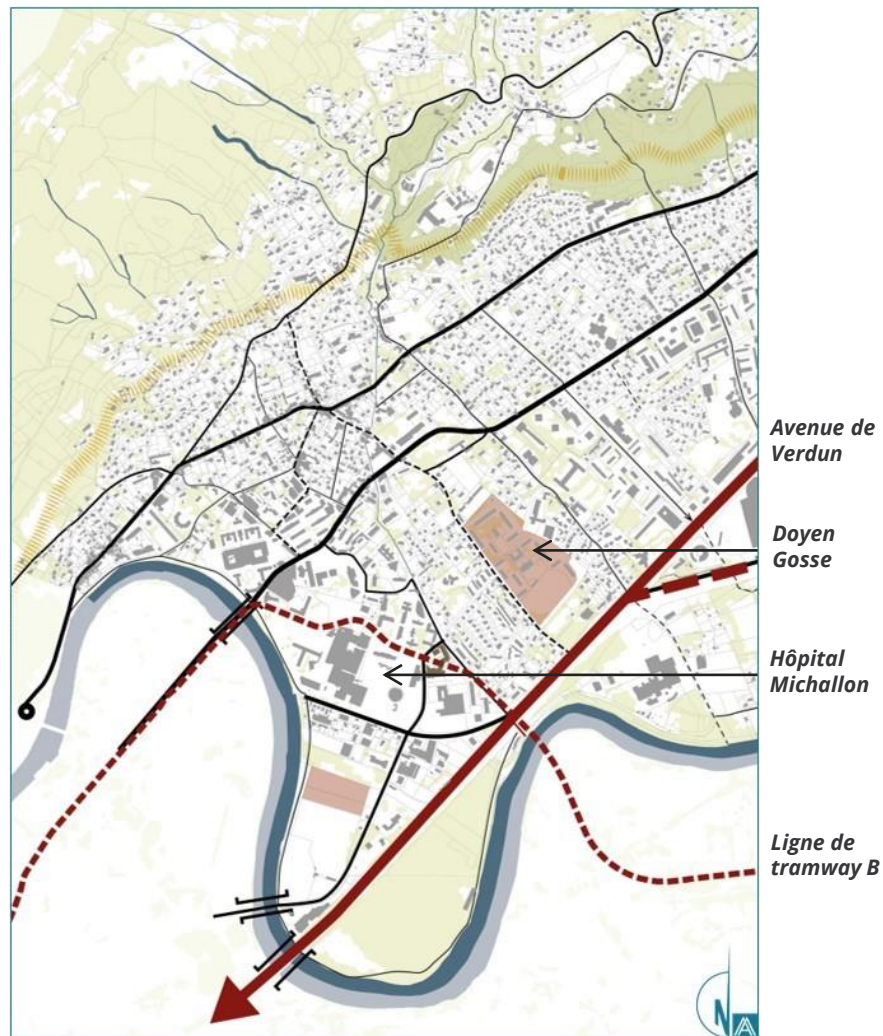 Avenue de
Verdun
Doyen
Gosse
Hôpital
Michallon
Ligne de
tramway B
N